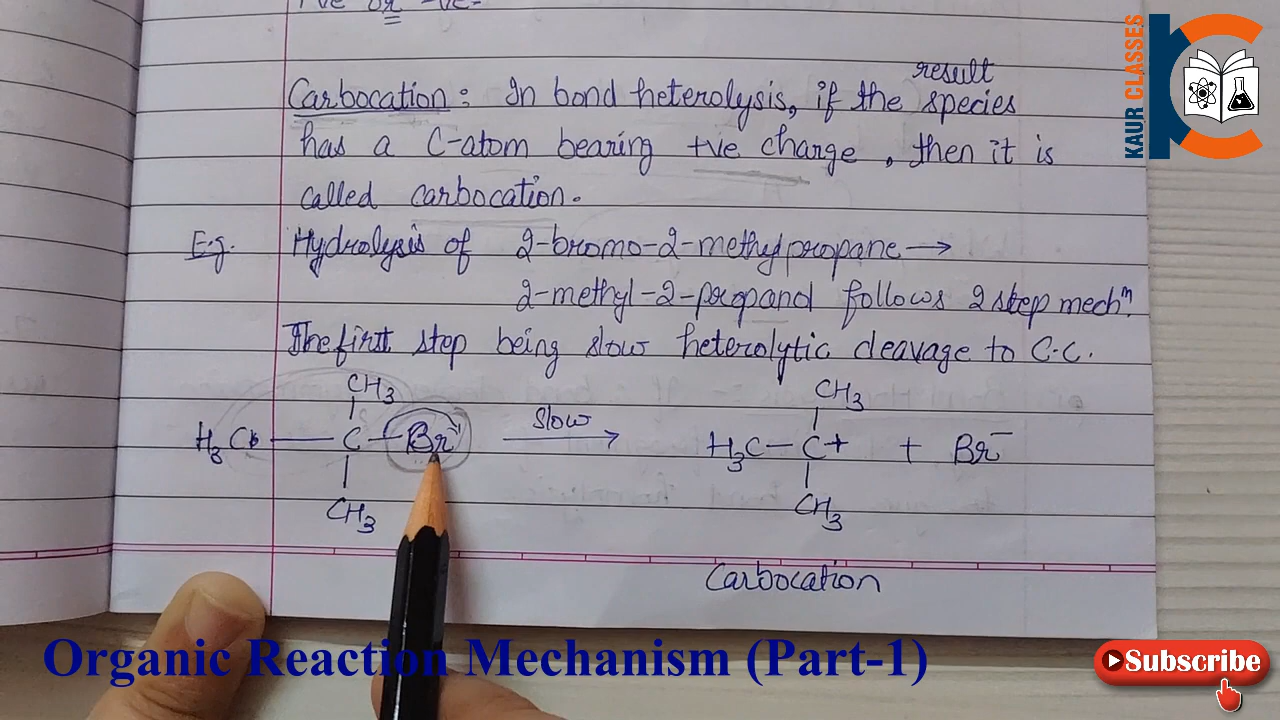 +ve or -ve.
result
Carbocation: In bond heterolysis, if the species
has a C-atom bearing +ve charge, then it is
called carbocation.
E.g. Hydrolysis of 2-bromo-2-methylpropane →
2-methyl-2-propanol follows 2 step mechⁿ.
The first step being slow heterolytic cleavage to C.C.
CH3 CH3
H3C — C — Br slow → H3C — C+ + Br⁻
CH3 CH3
Carbocation
Organic Reaction Mechanism (Part-1)
KAUR CLASSES
Subscribe